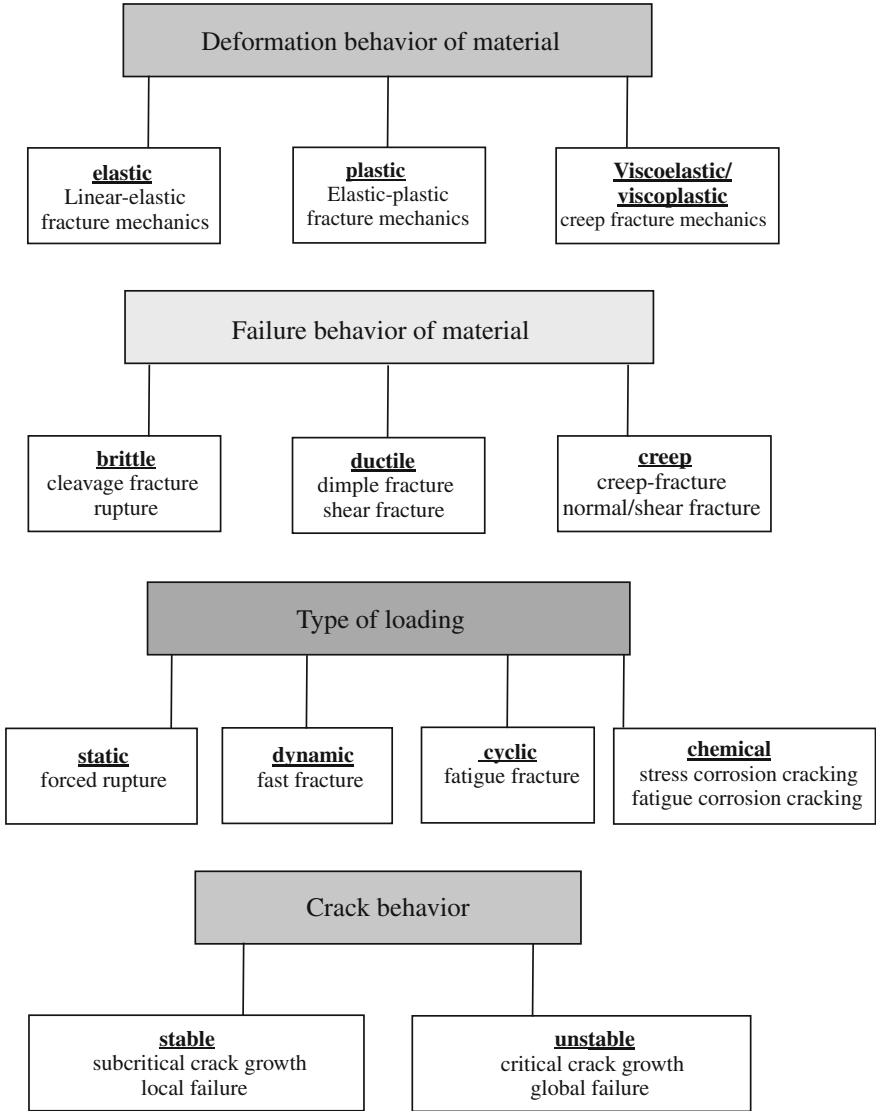 Deformation behavior of material
elastic
Linear-elastic
fracture mechanics
plastic
Elastic-plastic
fracture mechanics
Viscoelastic/
viscoplastic
creep fracture mechanics
Failure behavior of material
brittle
cleavage fracture
rupture
ductile
dimple fracture
shear fracture
creep
creep-fracture
normal/shear fracture
Type of loading
static
forced rupture
dynamic
fast fracture
cyclic
fatigue fracture
chemical
stress corrosion cracking
fatigue corrosion cracking
Crack behavior
stable
subcritical crack growth
local failure
unstable
critical crack growth
global failure